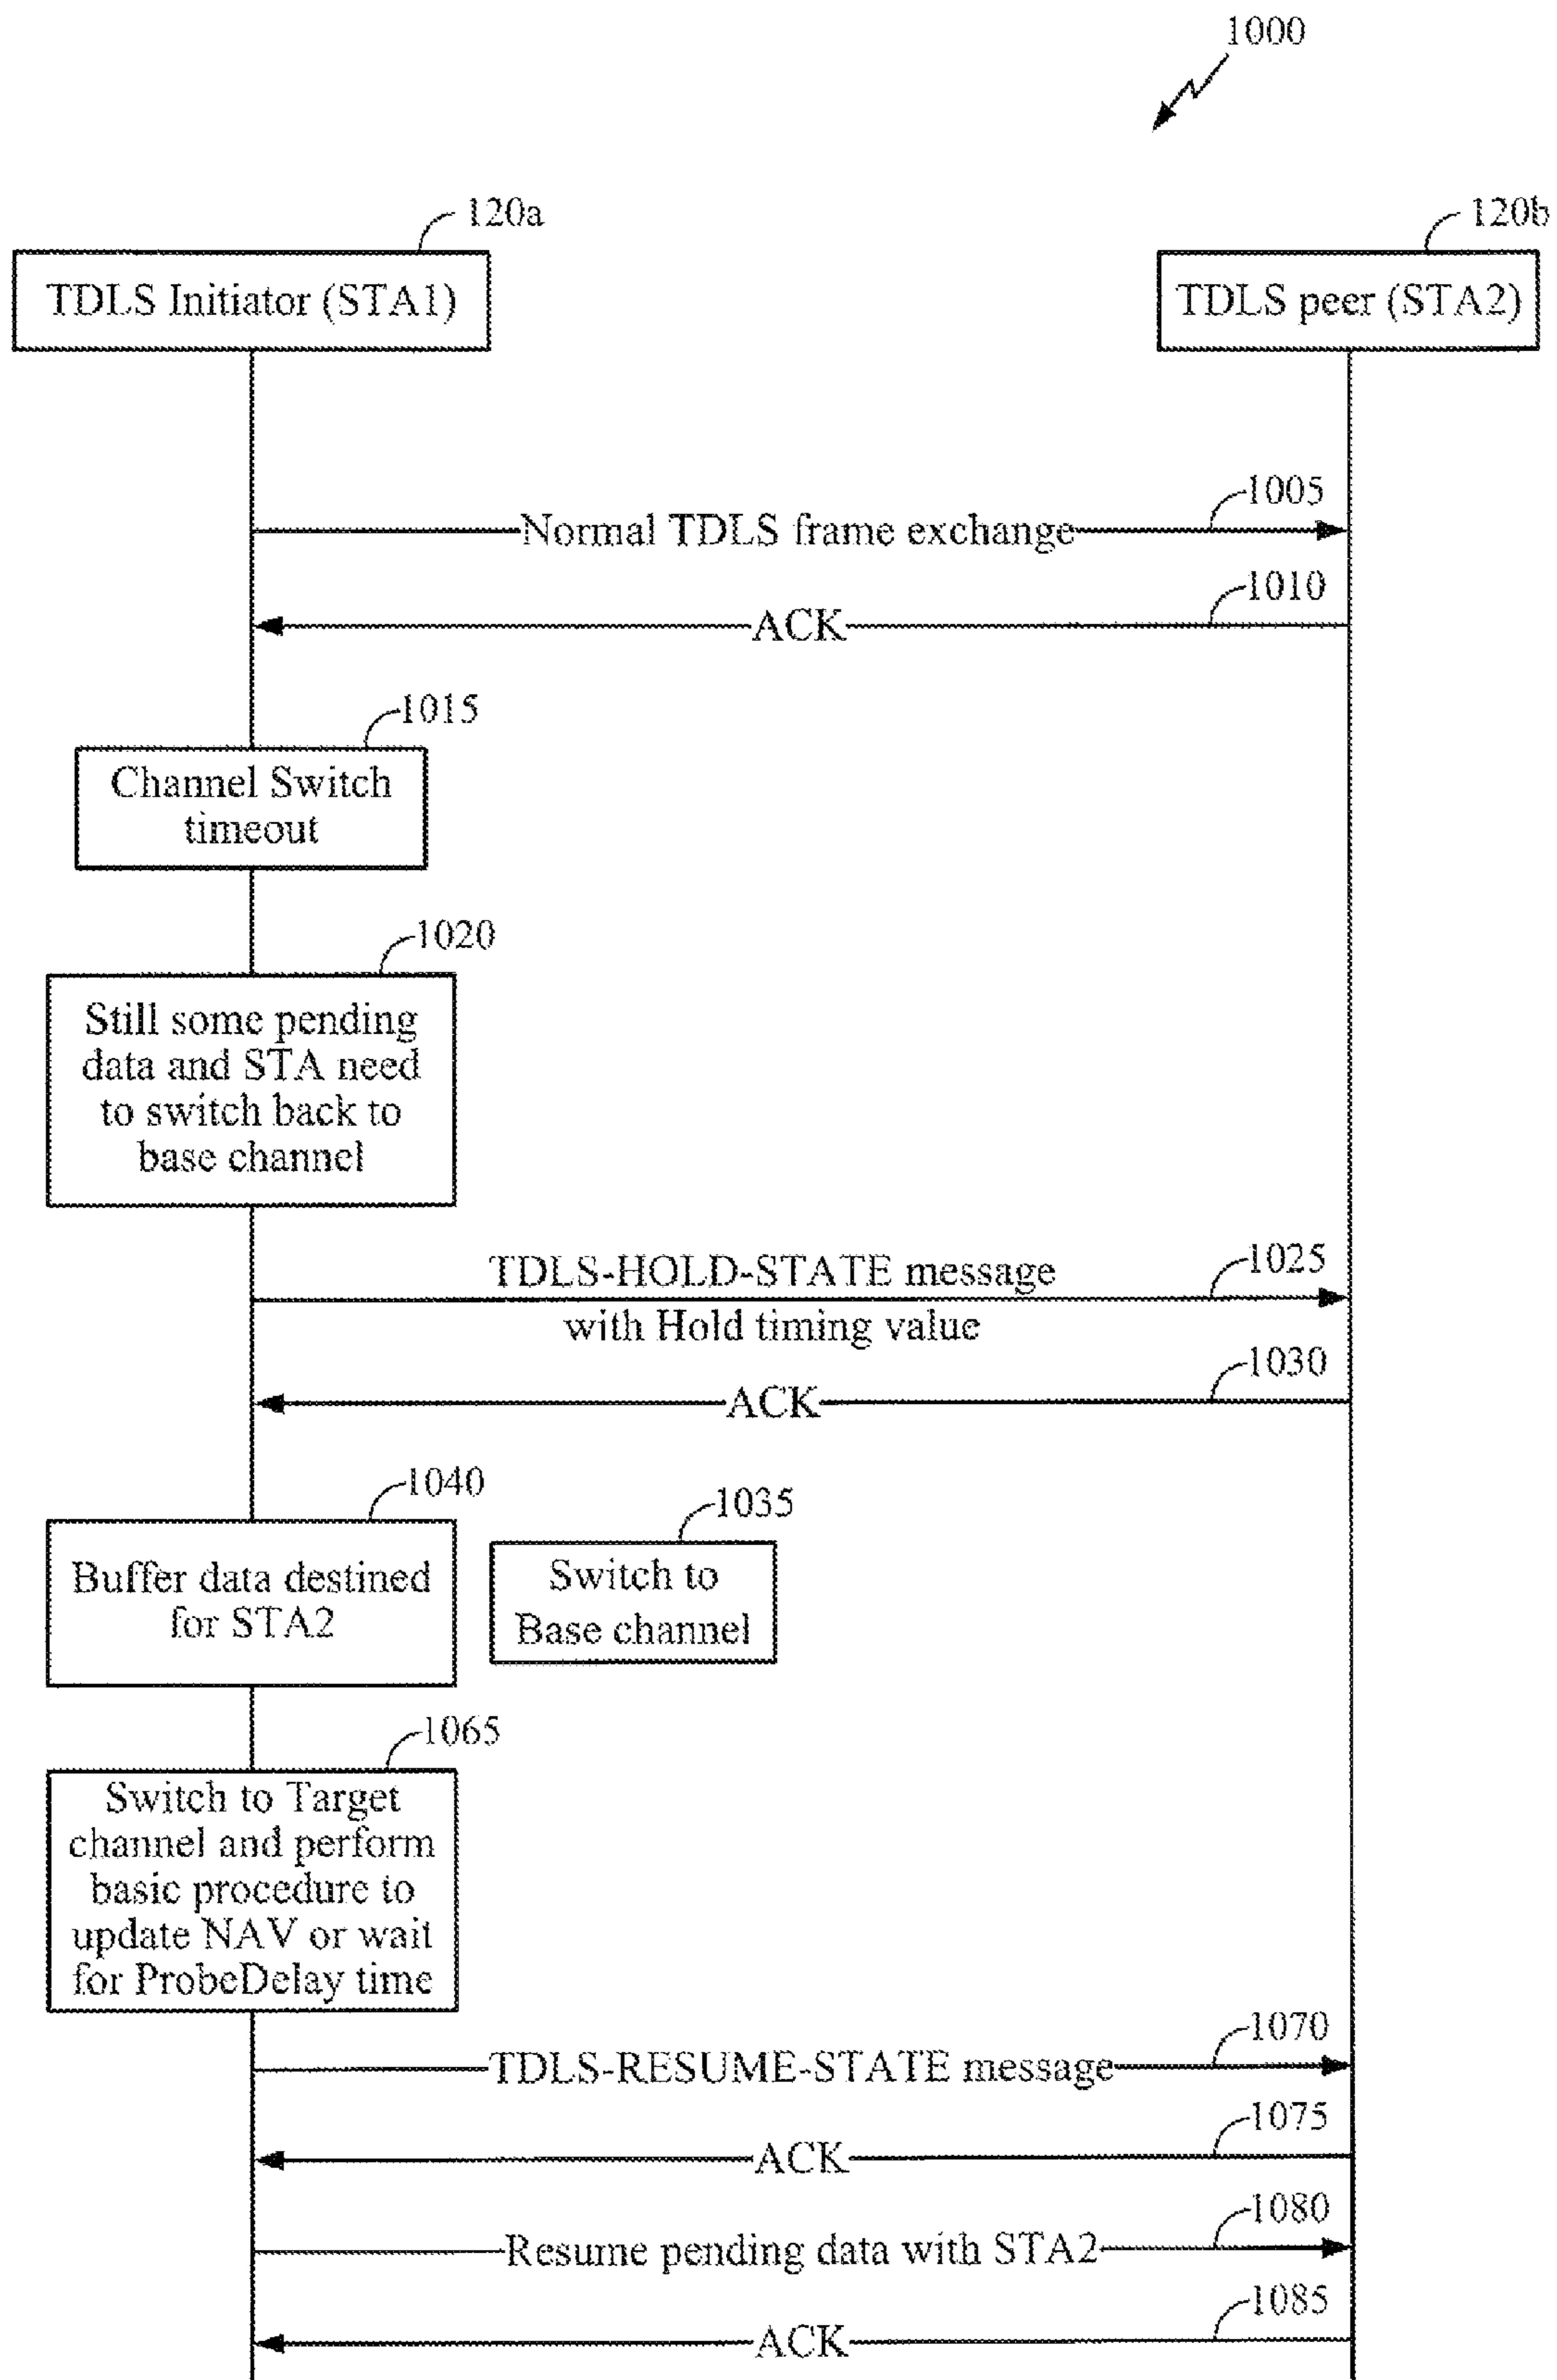 1000
120a
120b
TDLS Initiator (STA1)
TDLS peer (STA2)
1005
Normal TDLS frame exchange
1010
ACK
1015
Channel Switch
timeout
1020
Still some pending
data and STA need
to switch back to
base channel
TDLS-HOLD-STATE message
1025
with Hold timing value
1030
ACK
1040
1035
Buffer data destined
for STA2
Switch to
Base channel
1065
Switch to Target
channel and perform
basic procedure to
update NAV or wait
for ProbeDelay time
1070
TDLS-RESUME-STATE message
1075
ACK
1080
Resume pending data with STA2
1085
ACK